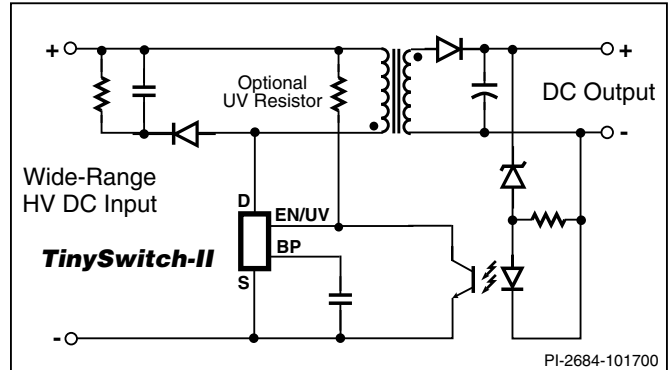 +
+
Optional
UV Resistor
DC Output
-
Wide-Range
HV DC Input
D
EN/UV
BP
TinySwitch-II
S
-
PI-2684-101700